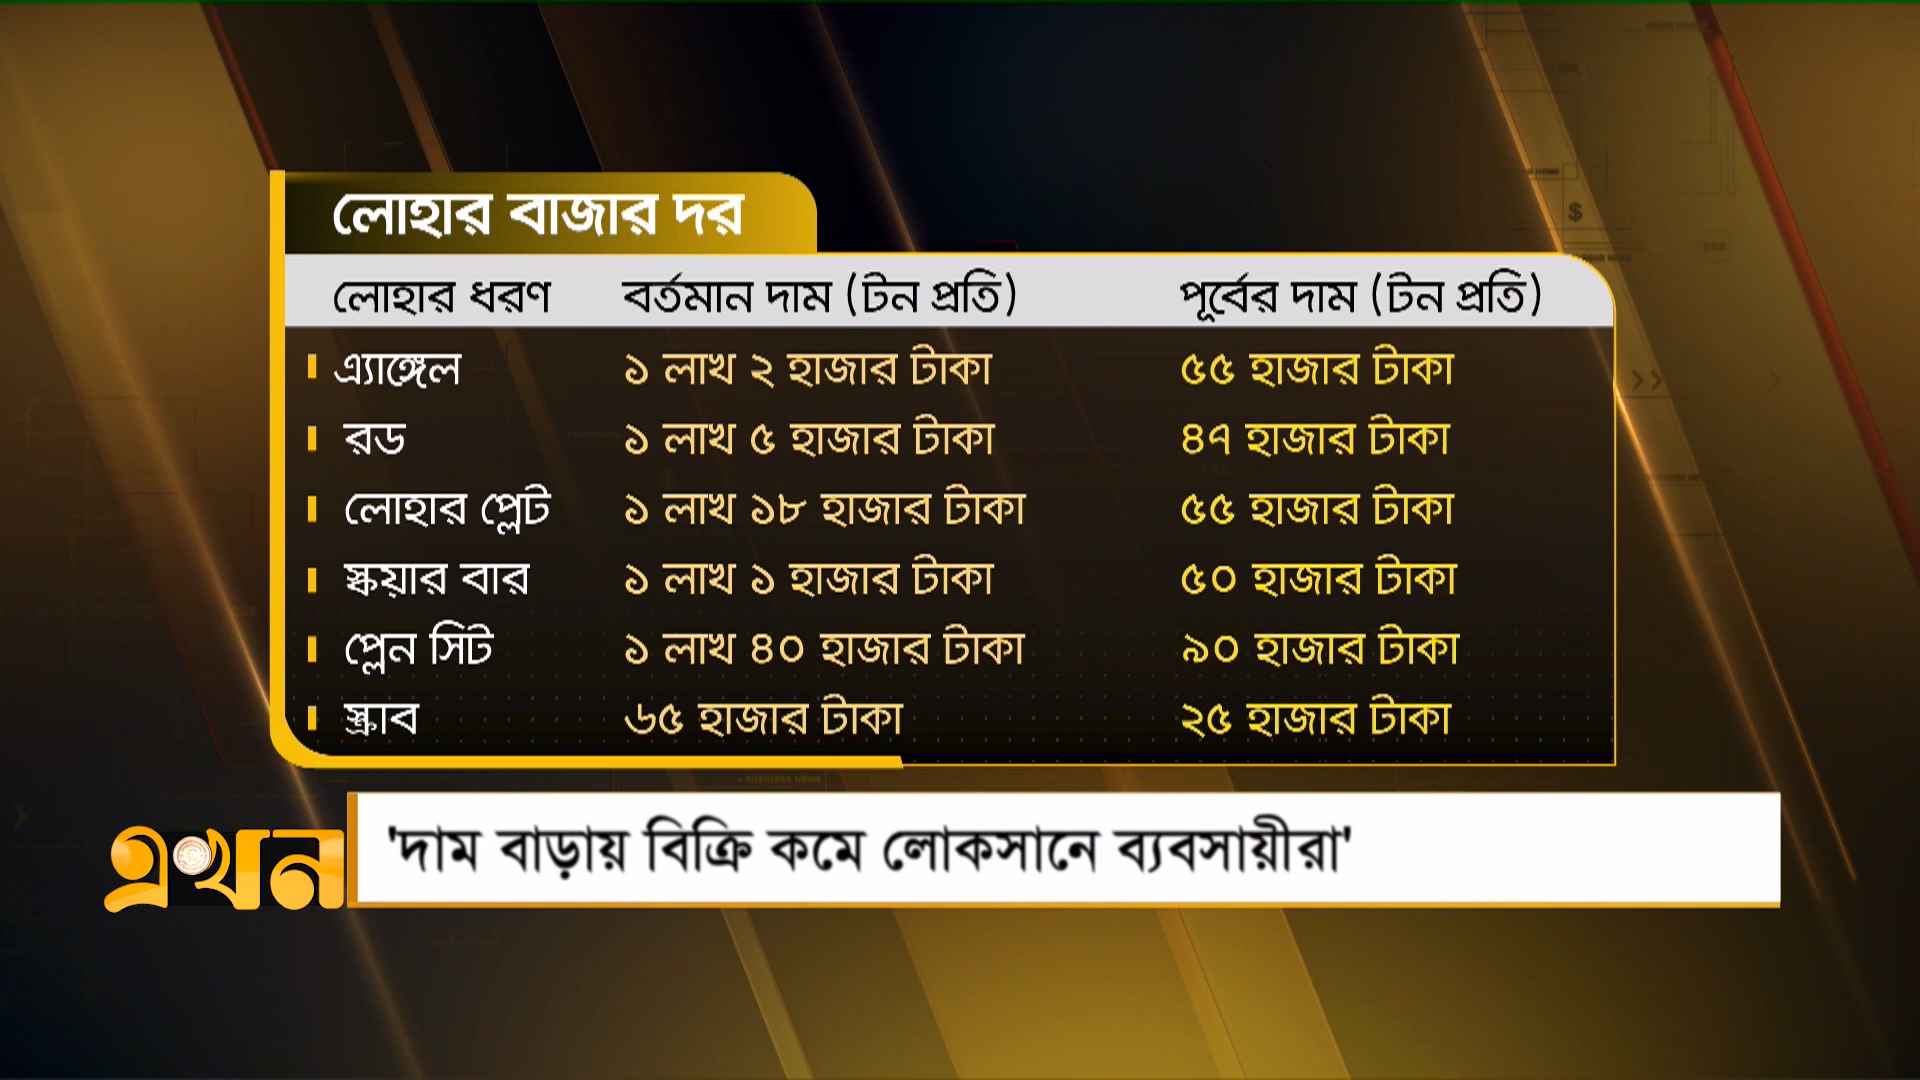 লোহার বাজার দর
লোহার ধরণ বর্তমান দাম (টন প্রতি) পূর্বের দাম (টন প্রতি)
এ্যাঙ্গেল ১ লাখ ২ হাজার টাকা ৫৫ হাজার টাকা
রড ১ লাখ ৫ হাজার টাকা ৪৭ হাজার টাকা
লোহার প্লেট ১ লাখ ১৮ হাজার টাকা ৫৫ হাজার টাকা
স্কয়ার বার ১ লাখ ১ হাজার টাকা ৫০ হাজার টাকা
প্লেন সিট ১ লাখ ৪০ হাজার টাকা ৯০ হাজার টাকা
স্ক্রাব ৬৫ হাজার টাকা ২৫ হাজার টাকা
এখন 'দাম বাড়ায় বিক্রি কমে লোকসানে ব্যবসায়ীরা'